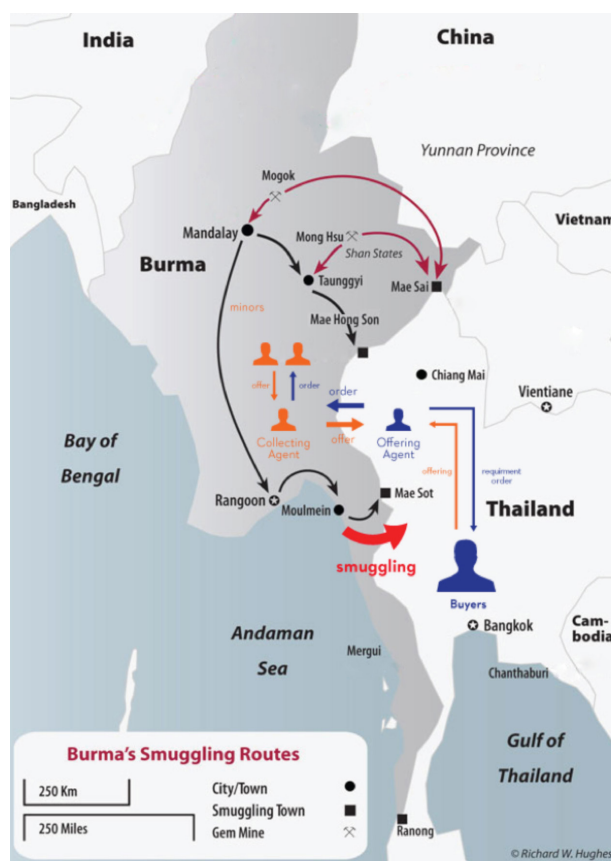 India
China
Yunnan Province
Mogok
Bangladesh
Mandalay
Mong Hsu
Vietnam
Shan States
Burma
Taunggyi
Mae Sai
minors
Mae Hong Son
Chiang Mai
offer
order
order
Vientiane
Bay of
Bengal
Collecting
Agent
offer
Offering
Agent
offering
requirment
order
Rangoon
Moulmein
Mae Sot
Thailand
smuggling
Buyers
Bangkok
Cam-
bodia
Andaman
Sea
Mergui
Chanthaburi
Burma's Smuggling Routes
Gulf of
Thailand
250 Km
City/Town
Smuggling Town
250 Miles
Gem Mine
Ranong
© Richard W. Hughes